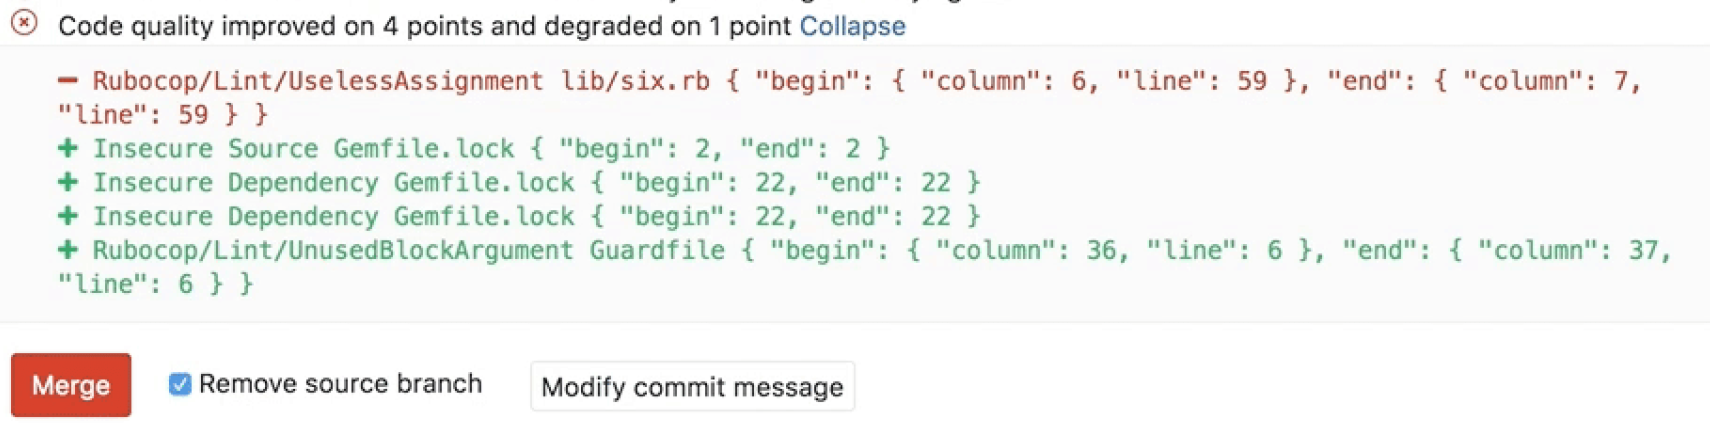 Code quality improved on 4 points and degraded on 1 point Collapse
− Rubocop/Lint/UselessAssignment lib/six.rb { "begin": { "column": 6, "line": 59 }, "end": { "column": 7,
"line": 59 } }
+ Insecure Source Gemfile.lock { "begin": 2, "end": 2 }
+ Insecure Dependency Gemfile.lock { "begin": 22, "end": 22 }
+ Insecure Dependency Gemfile.lock { "begin": 22, "end": 22 }
+ Rubocop/Lint/UnusedBlockArgument Guardfile { "begin": { "column": 36, "line": 6 }, "end": { "column": 37,
"line": 6 } }
Merge Remove source branch Modify commit message